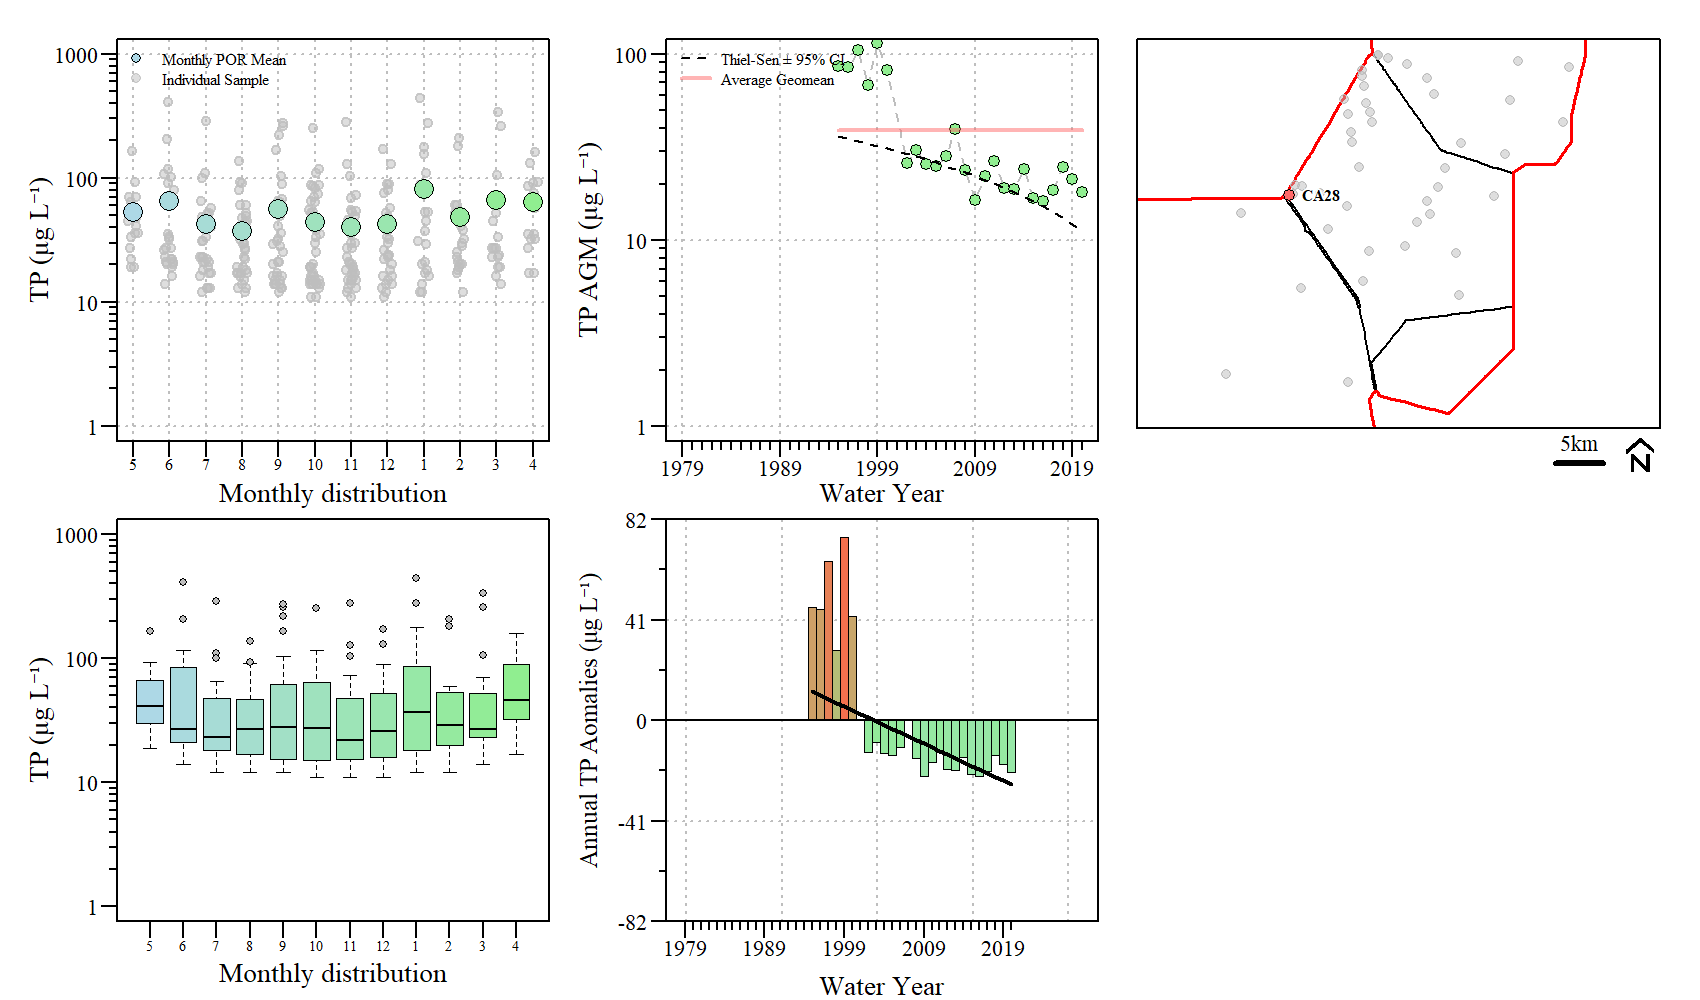 1000
100
10
1
TP (µg L⁻¹)
Monthly POR Mean
Individual Sample
5 6 7 8 9 10 11 12 1 2 3 4
Monthly distribution
100
10
1
TP AGM (µg L⁻¹)
Thiel-Sen ± 95% CI
Average Geomean
1979 1989 1999 2009 2019
Water Year
CA28
5km
N
1000
100
10
1
TP (µg L⁻¹)
5 6 7 8 9 10 11 12 1 2 3 4
Monthly distribution
82
41
0
-41
-82
Annual TP Aomalies (µg L⁻¹)
1979 1989 1999 2009 2019
Water Year